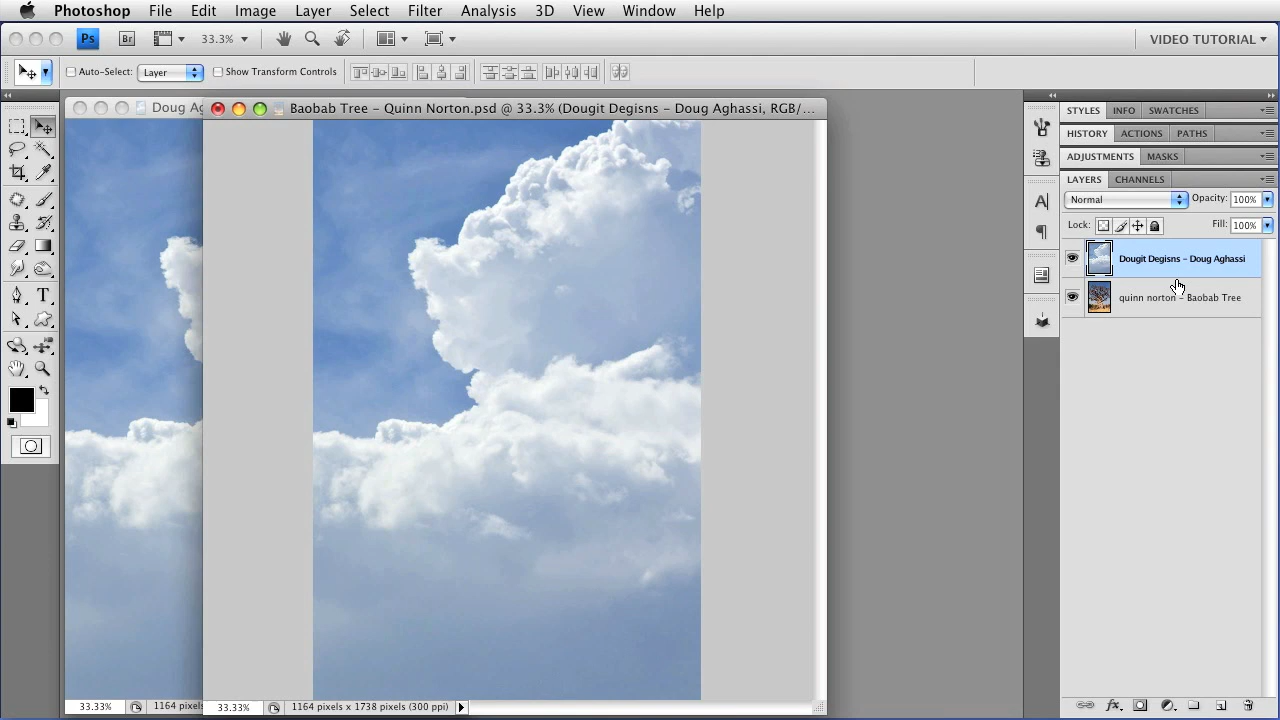 Photoshop File Edit Image Layer Select Filter Analysis 3D View Window Help
Ps Br 33.3% VIDEO TUTORIAL
Auto-Select: Layer Show Transform Controls
Doug Ag
Baobab Tree – Quinn Norton.psd @ 33.3% (Dougit Degisns – Doug Aghassi, RGB/...
STYLES INFO SWATCHES
HISTORY ACTIONS PATHS
ADJUSTMENTS MASKS
LAYERS CHANNELS
Normal Opacity: 100%
Lock: Fill: 100%
Dougit Degisns – Doug Aghassi
quinn norton – Baobab Tree
33.33% 1164 pixels
33.33% 1164 pixels x 1738 pixels (300 ppi)